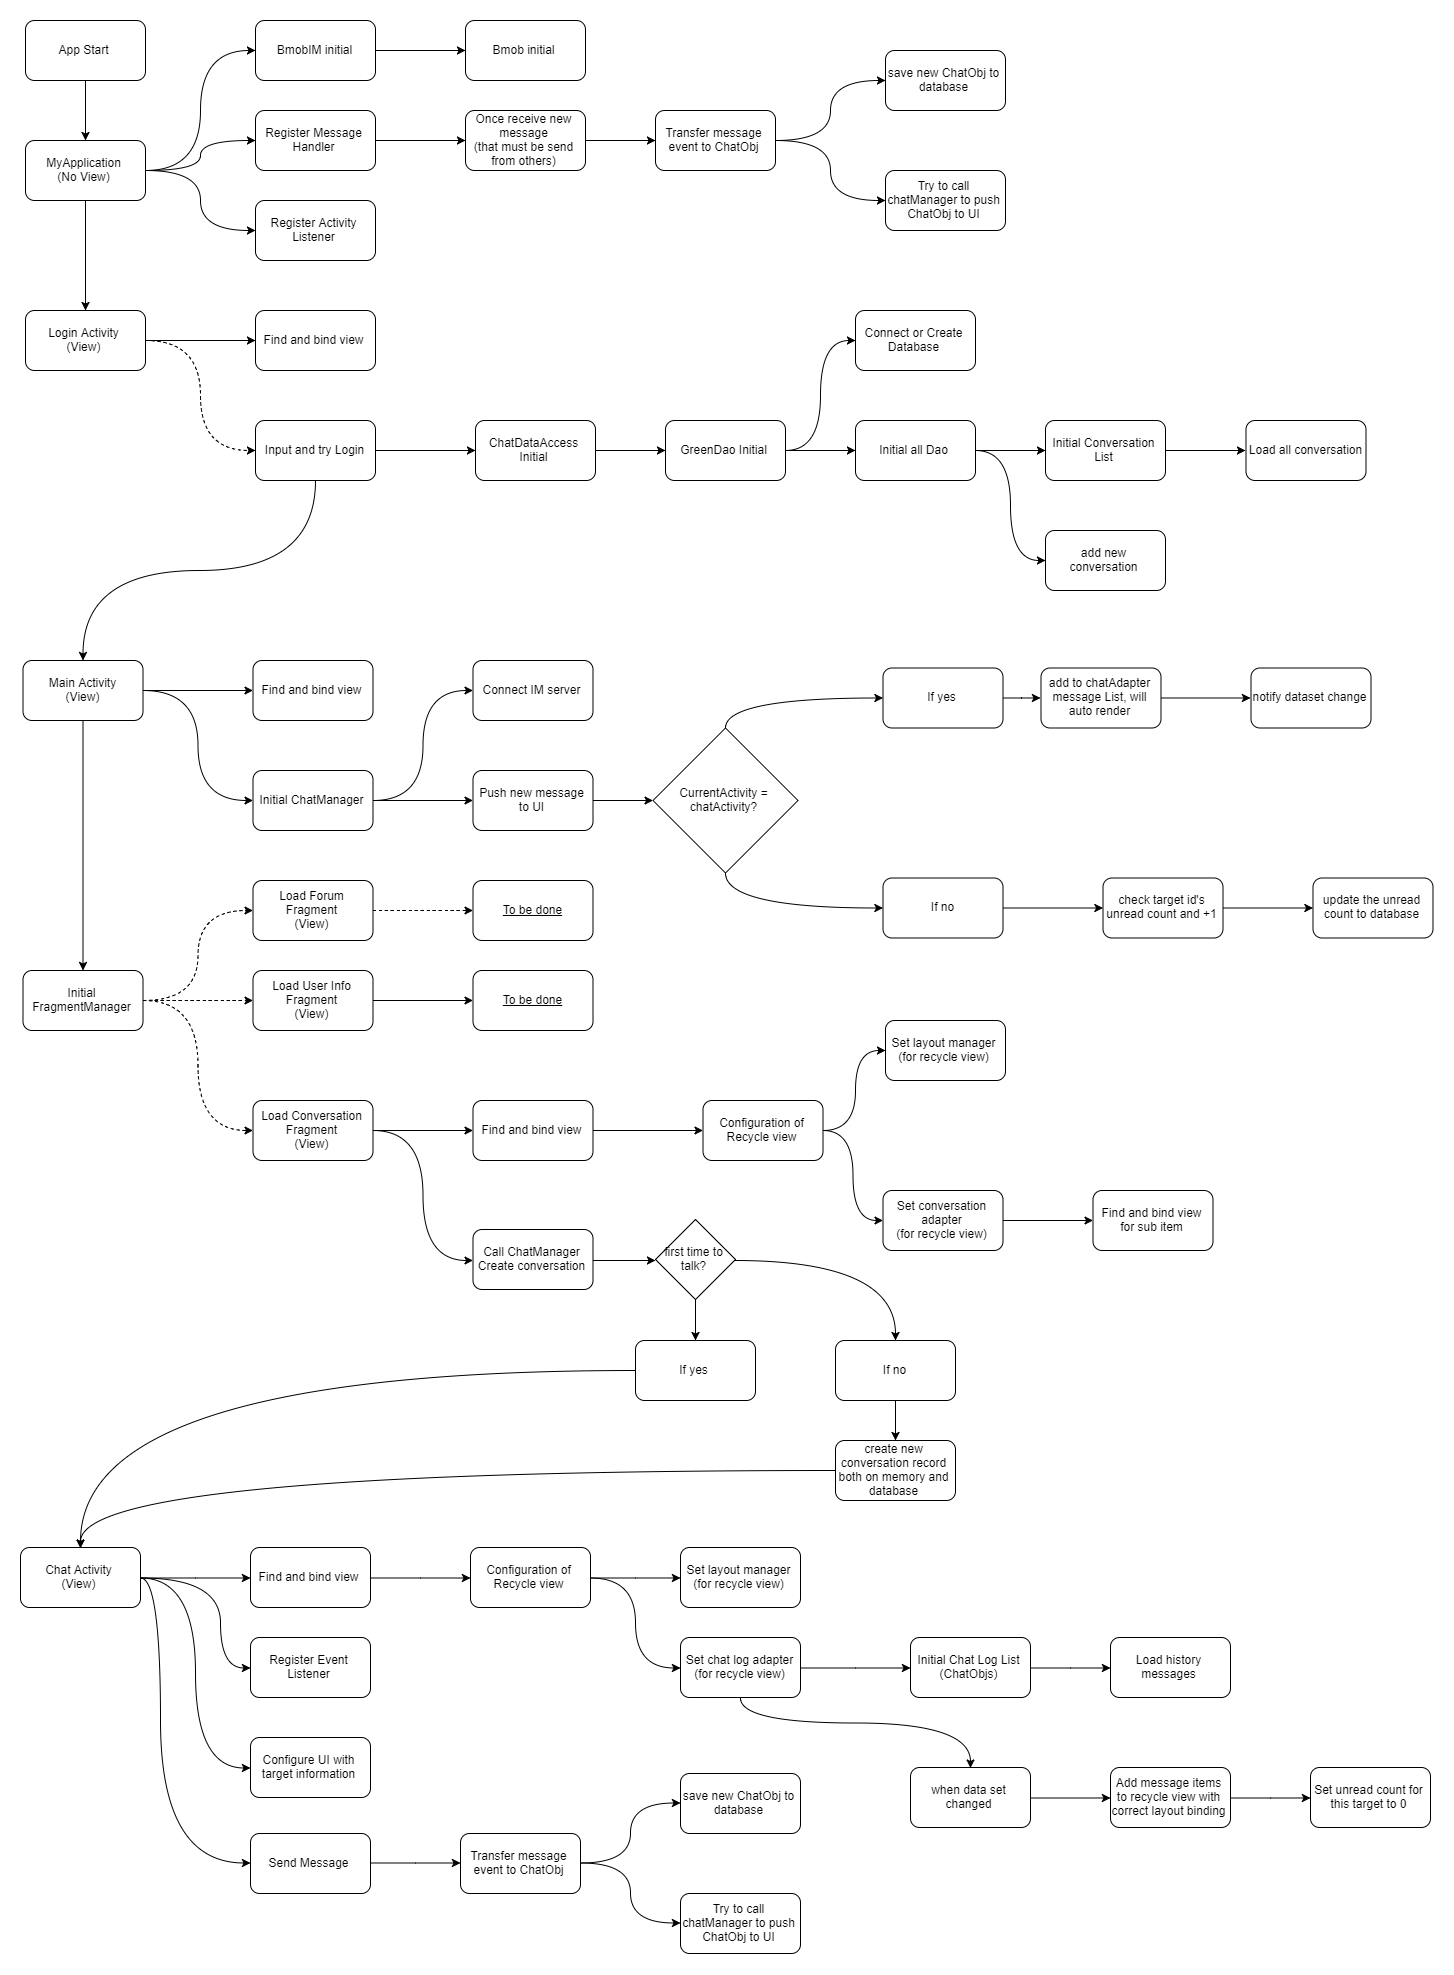 App Start
BmobIM initial
Bmob initial
save new ChatObj to
database
MyApplication
(No View)
Register Message
Handler
Once receive new
message
(that must be send
from others)
Transfer message
event to ChatObj
Try to call
chatManager to push
ChatObj to UI
Register Activity
Listener
Login Activity
(View)
Find and bind view
Connect or Create
Database
Input and try Login
ChatDataAccess
Initial
GreenDao Initial
Initial all Dao
Initial Conversation
List
Load all conversation
add new
conversation
Main Activity
(View)
Find and bind view
Connect IM server
If yes
add to chatAdapter
message List, will
auto render
notify dataset change
Initial ChatManager
Push new message
to UI
CurrentActivity =
chatActivity?
If no
check target id's
unread count and +1
update the unread
count to database
Load Forum
Fragment
(View)
To be done
Initial
FragmentManager
Load User Info
Fragment
(View)
To be done
Set layout manager
(for recycle view)
Load Conversation
Fragment
(View)
Find and bind view
Configuration of
Recycle view
Set conversation
adapter
(for recycle view)
Find and bind view
for sub item
Call ChatManager
Create conversation
first time to
talk?
If yes
If no
create new
conversation record
both on memory and
database
Chat Activity
(View)
Find and bind view
Configuration of
Recycle view
Set layout manager
(for recycle view)
Register Event
Listener
Set chat log adapter
(for recycle view)
Initial Chat Log List
(ChatObjs)
Load history
messages
Configure UI with
target information
when data set
changed
Add message items
to recycle view with
correct layout binding
Set unread count for
this target to 0
save new ChatObj to
database
Send Message
Transfer message
event to ChatObj
Try to call
chatManager to push
ChatObj to UI